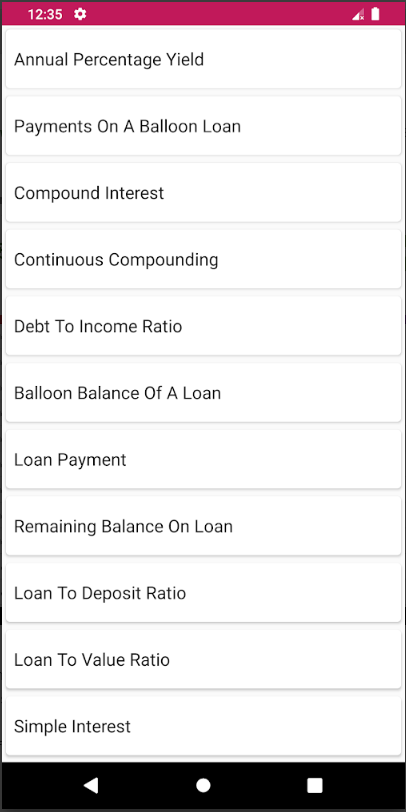 12:35
Annual Percentage Yield
Payments On A Balloon Loan
Compound Interest
Continuous Compounding
Debt To Income Ratio
Balloon Balance Of A Loan
Loan Payment
Remaining Balance On Loan
Loan To Deposit Ratio
Loan To Value Ratio
Simple Interest